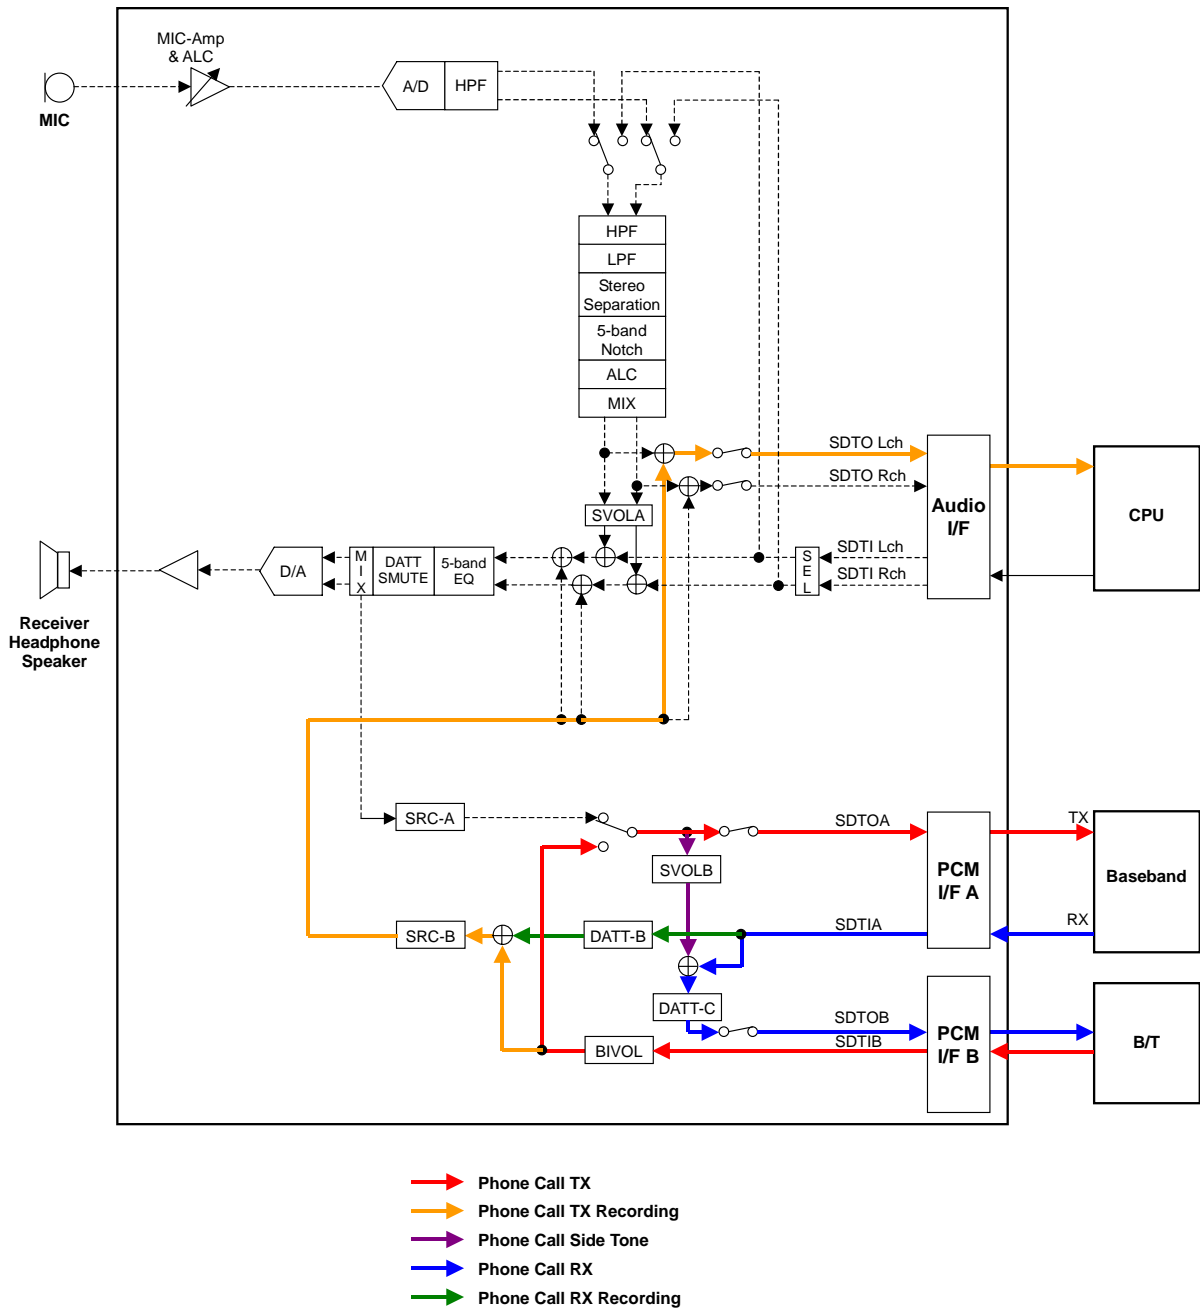 MIC-Amp
& ALC
MIC
A/D
HPF
HPF
LPF
Stereo
Separation
5-band
Notch
ALC
MIX
SDTO Lch
SDTO Rch
SVOLA
Audio
I/F
CPU
SDTI Lch
SDTI Rch
SEL
D/A
MIX
DATT
SMUTE
5-band
EQ
Receiver
Headphone
Speaker
SRC-A
SDTOA
TX
SVOLB
PCM
I/F A
Baseband
SRC-B
DATT-B
SDTIA
RX
DATT-C
SDTOB
BIVOL
SDTIB
PCM
I/F B
B/T
Phone Call TX
Phone Call TX Recording
Phone Call Side Tone
Phone Call RX
Phone Call RX Recording